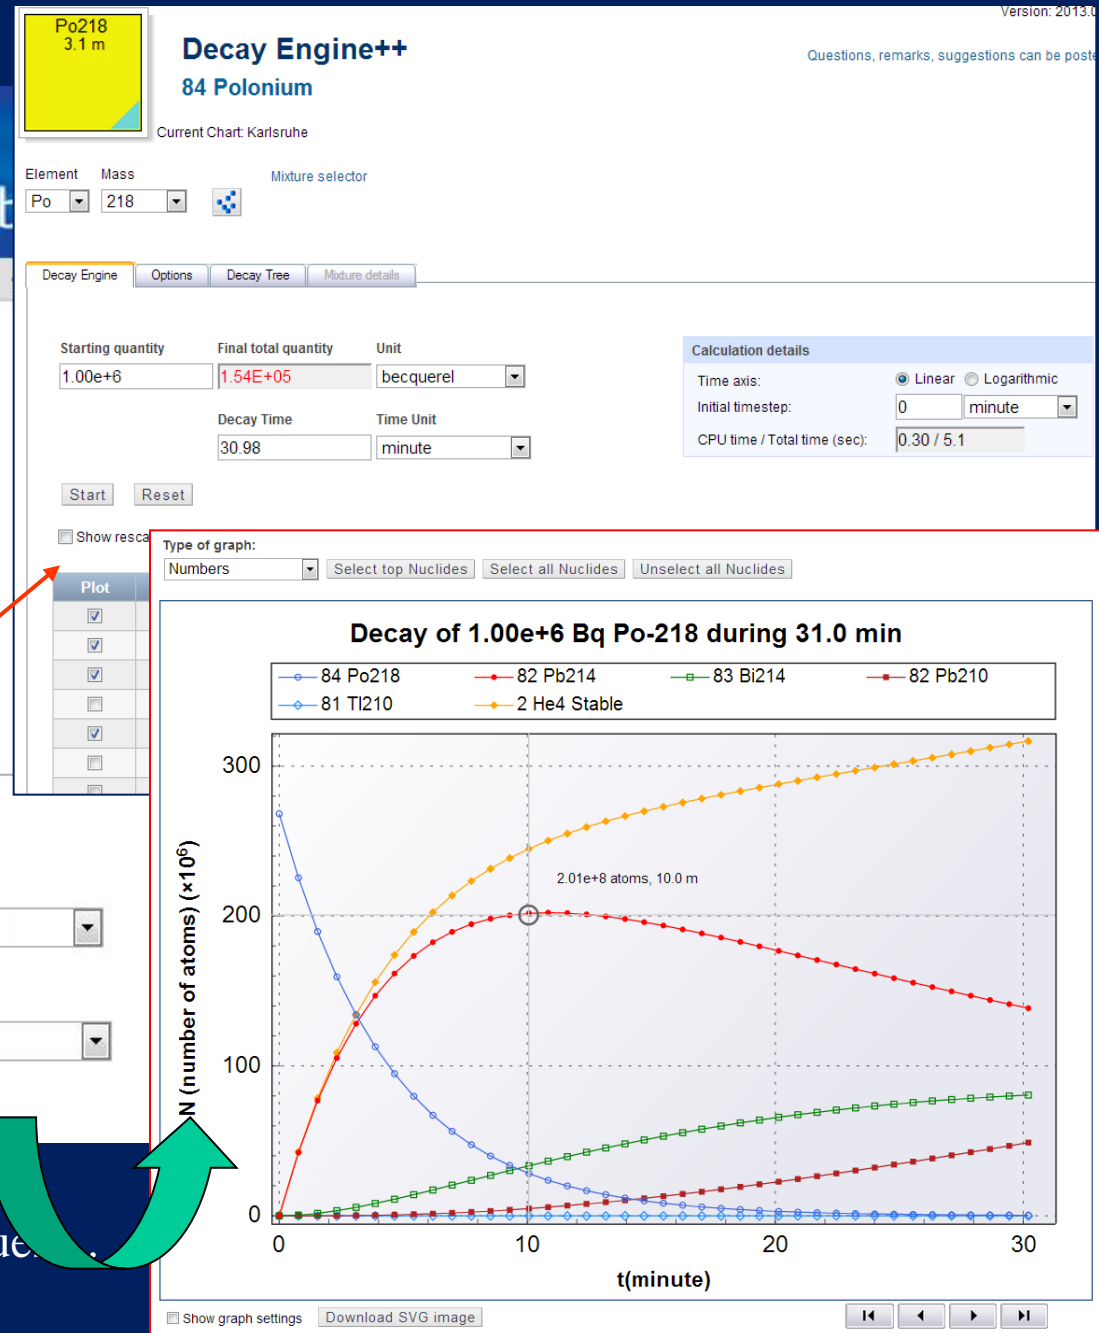 Version: 2013.0
Po218
3.1 m
Decay Engine++
Questions, remarks, suggestions can be poste
84 Polonium
Current Chart: Karlsruhe
Element Mass
Mixture selector
Po 218
Decay Engine Options Decay Tree Mixture details
Starting quantity Final total quantity Unit
1.00e+6 1.54E+05 becquerel
Decay Time Time Unit
30.98 minute
Calculation details
Time axis: Linear Logarithmic
Initial timestep: 0 minute
CPU time / Total time (sec): 0.30 / 5.1
Start Reset
Show resca
Plot
Type of graph:
Numbers Select top Nuclides Select all Nuclides Unselect all Nuclides
Decay of 1.00e+6 Bq Po-218 during 31.0 min
84 Po218 82 Pb214 83 Bi214 82 Pb210
81 Tl210 2 He4 Stable
N (number of atoms) (×10⁶)
300
200
100
0
2.01e+8 atoms, 10.0 m
0 10 20 30
t(minute)
Show graph settings Download SVG image